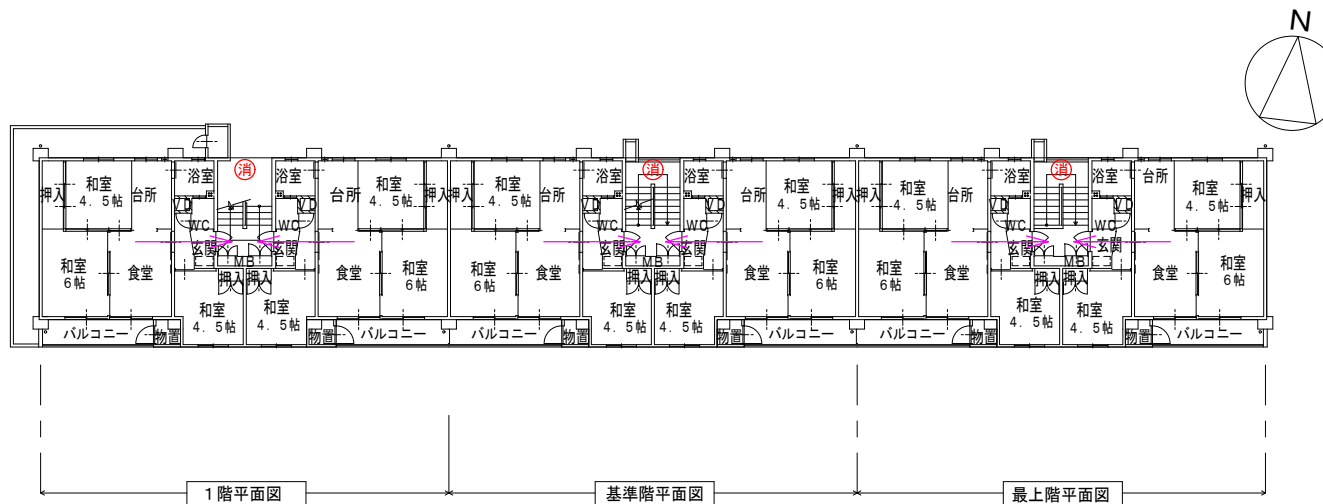 N
消
消
消
浴室
浴室
浴室
浴室
浴室
浴室
押入
和室
4．5帖
台所
台所
和室
4．5帖
押入
押入
和室
4．5帖
台所
台所
和室
4．5帖
押入
押入
和室
4．5帖
台所
台所
和室
4．5帖
押入
WC
WC
WC
WC
WC
WC
玄関
玄関
玄関
玄関
玄関
玄関
MB
MB
MB
和室
6帖
食堂
押入
押入
食堂
和室
6帖
和室
6帖
食堂
押入
押入
食堂
和室
6帖
和室
6帖
食堂
押入
押入
食堂
和室
6帖
和室
4．5帖
和室
4．5帖
和室
4．5帖
和室
4．5帖
和室
4．5帖
和室
4．5帖
バルコニー
物置
物置
バルコニー
バルコニー
物置
物置
バルコニー
バルコニー
物置
物置
バルコニー
1階平面図
基準階平面図
最上階平面図